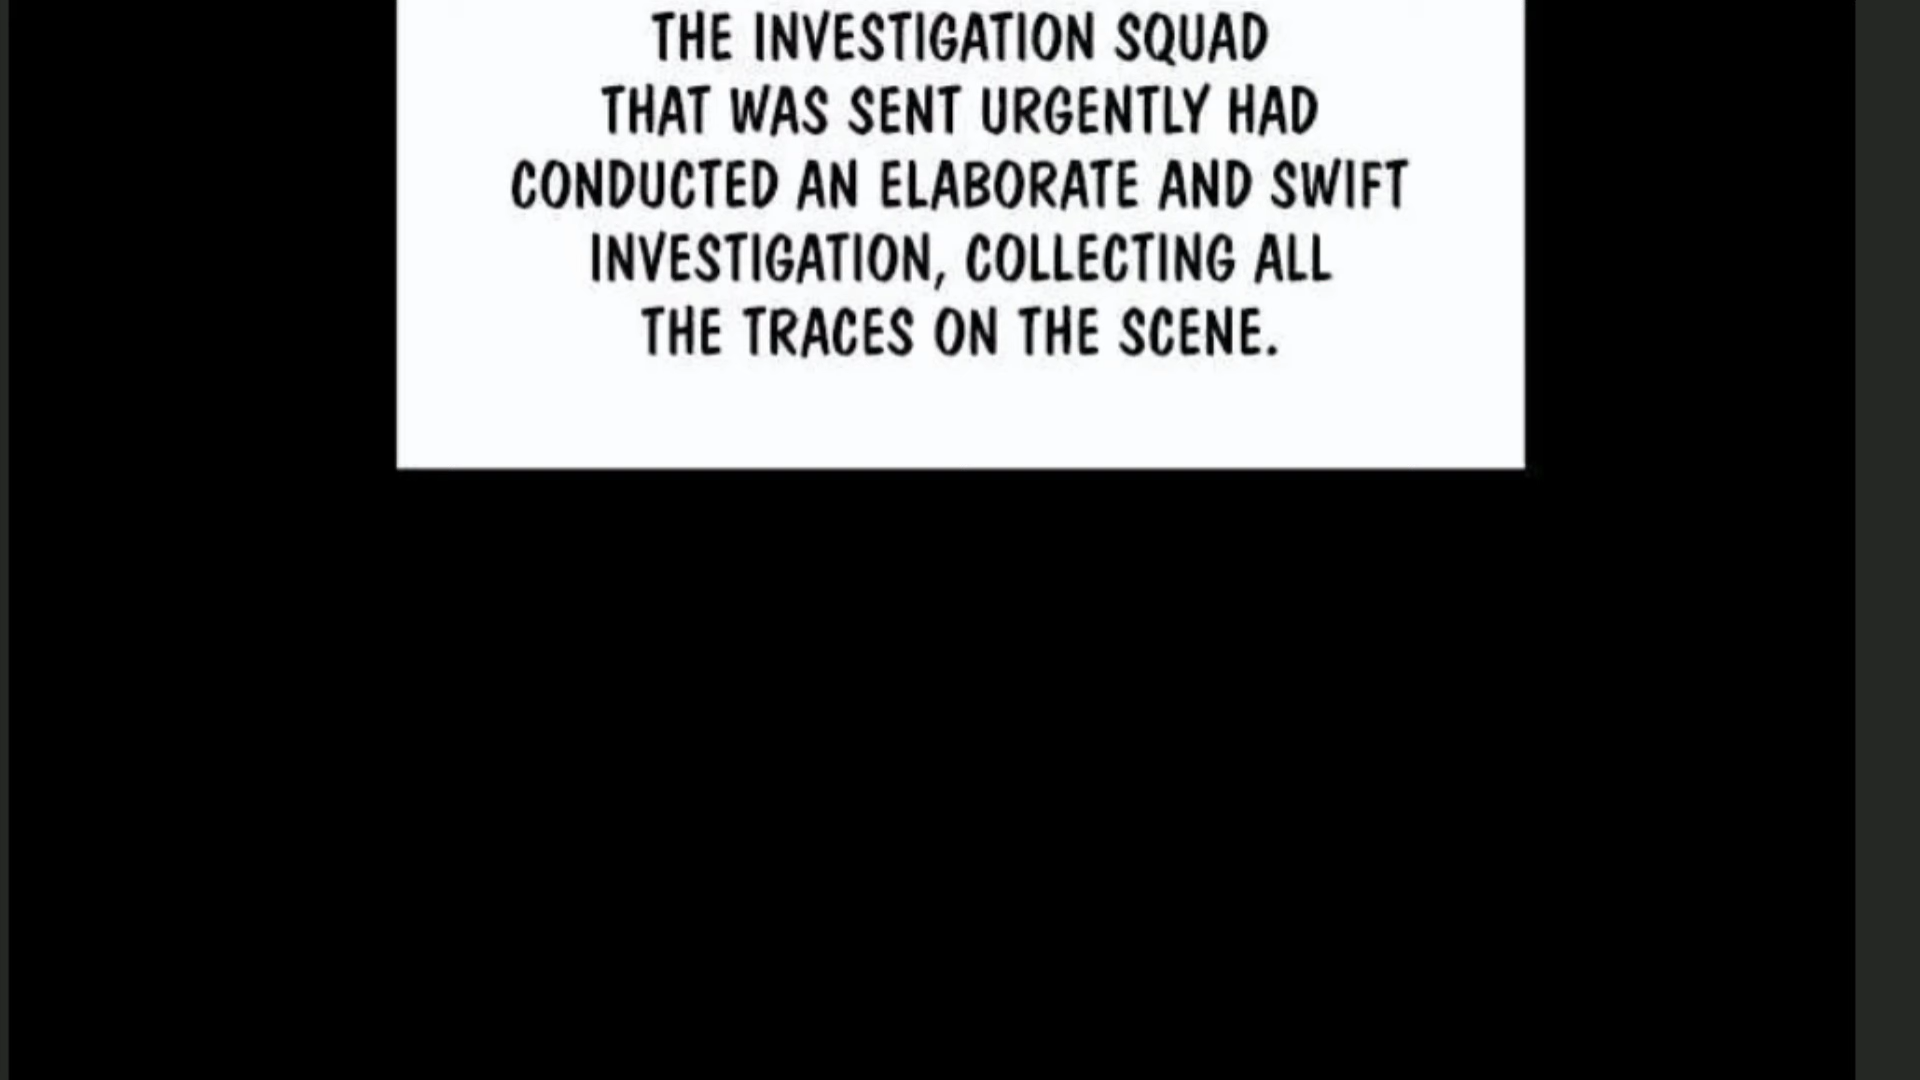 THE INVESTIGATION SQUAD
THAT WAS SENT URGENTLY HAD
CONDUCTED AN ELABORATE AND SWIFT
INVESTIGATION, COLLECTING ALL
THE TRACES ON THE SCENE.